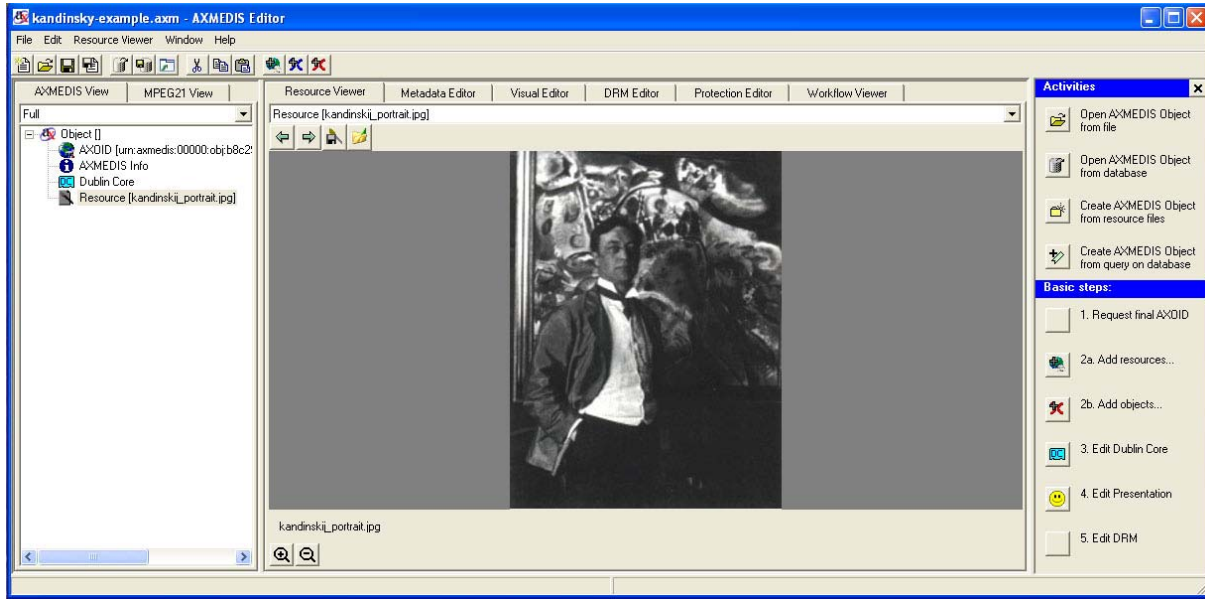 kandinsky-example.axm - AXMEDIS Editor
File Edit Resource Viewer Window Help
AXMEDIS View MPEG21 View
Full
Object []
AXOID [urn:axmedis:00000:obj:b8c2
AXMEDIS Info
Dublin Core
Resource [kandinskij_portrait.jpg]
Resource Viewer Metadata Editor Visual Editor DRM Editor Protection Editor Workflow Viewer
Resource [kandinskij_portrait.jpg]
kandinskij_portrait.jpg
Activities
Open AXMEDIS Object
from file
Open AXMEDIS Object
from database
Create AXMEDIS Object
from resource files
Create AXMEDIS Object
from query on database
Basic steps:
1. Request final AXOID
2a. Add resources...
2b. Add objects...
DC
3. Edit Dublin Core
4. Edit Presentation
5. Edit DRM